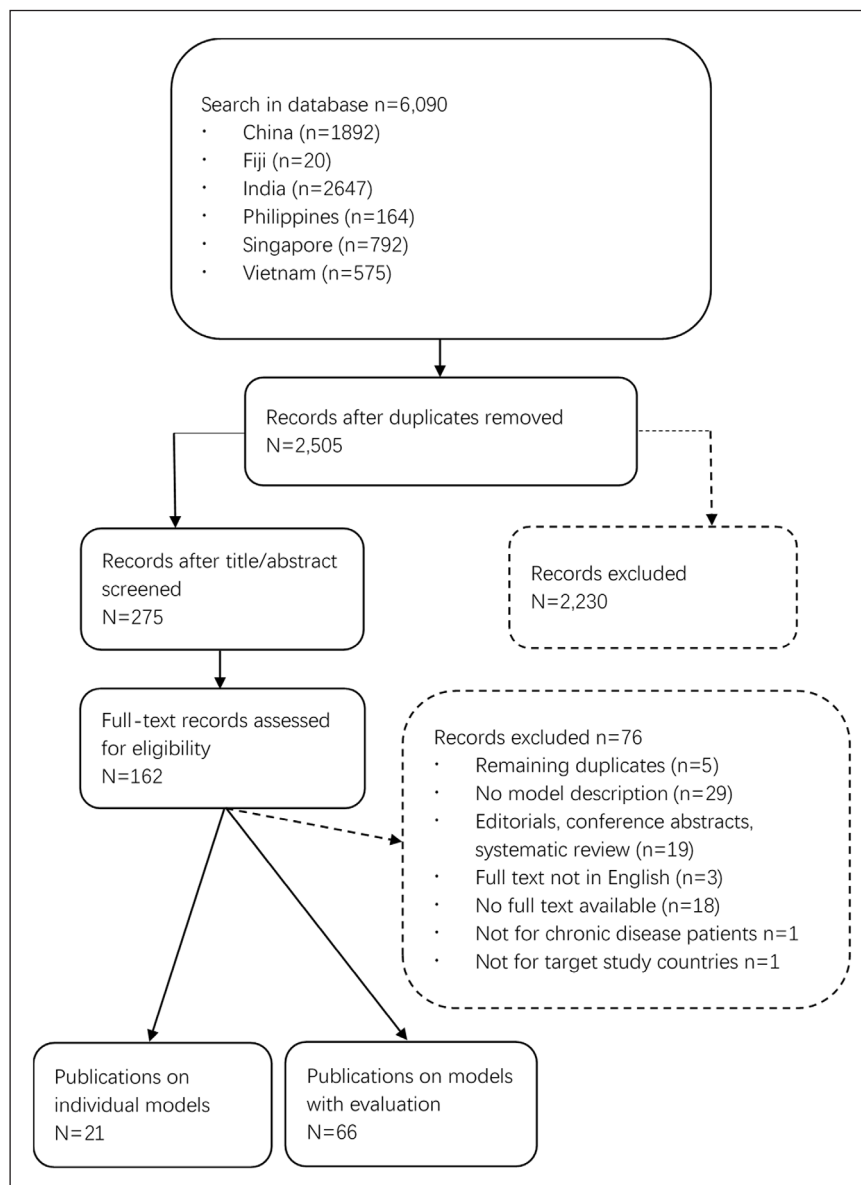 Search in database n=6,090
· China (n=1892)
· Fiji (n=20)
· India (n=2647)
· Philippines (n=164)
· Singapore (n=792)
· Vietnam (n=575)
Records after duplicates removed
N=2,505
Records after title/abstract
screened
N=275
Records excluded
N=2,230
Full-text records assessed
for eligibility
N=162
Records excluded n=76
· Remaining duplicates (n=5)
· No model description (n=29)
· Editorials, conference abstracts,
systematic review (n=19)
· Full text not in English (n=3)
· No full text available (n=18)
· Not for chronic disease patients n=1
· Not for target study countries n=1
Publications on
individual models
N=21
Publications on models
with evaluation
N=66